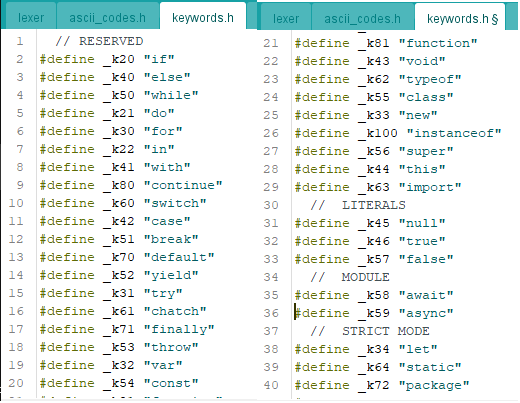 lexer ascii_codes.h keywords.h
1 // RESERVED
2 #define _k20 "if"
3 #define _k40 "else"
4 #define _k50 "while"
5 #define _k21 "do"
6 #define _k30 "for"
7 #define _k22 "in"
8 #define _k41 "with"
9 #define _k80 "continue"
10 #define _k60 "switch"
11 #define _k42 "case"
12 #define _k51 "break"
13 #define _k70 "default"
14 #define _k52 "yield"
15 #define _k31 "try"
16 #define _k61 "chatch"
17 #define _k71 "finally"
18 #define _k53 "throw"
19 #define _k32 "var"
20 #define _k54 "const"
lexer ascii_codes.h keywords.h §
21 #define _k81 "function"
22 #define _k43 "void"
23 #define _k62 "typeof"
24 #define _k55 "class"
25 #define _k33 "new"
26 #define _k100 "instanceof"
27 #define _k56 "super"
28 #define _k44 "this"
29 #define _k63 "import"
30 // LITERALS
31 #define _k45 "null"
32 #define _k46 "true"
33 #define _k57 "false"
34 // MODULE
35 #define _k58 "await"
36 #define _k59 "async"
37 // STRICT MODE
38 #define _k34 "let"
39 #define _k64 "static"
40 #define _k72 "package"